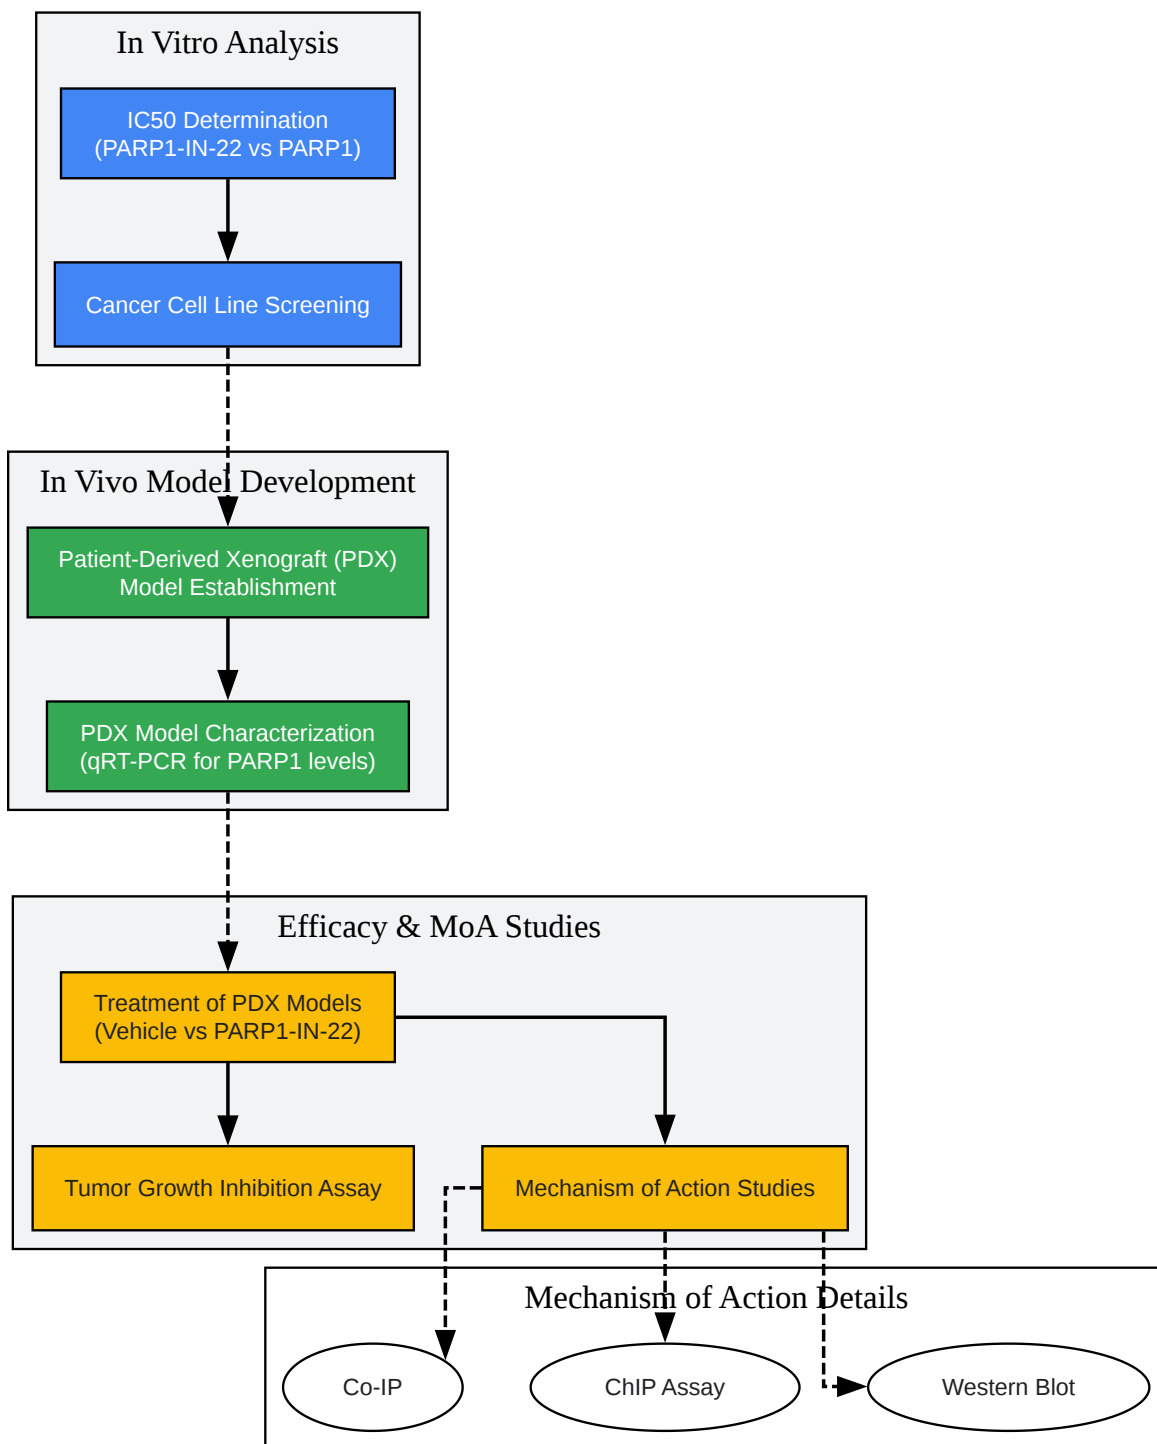 In Vitro Analysis
IC50 Determination
(PARP1-IN-22 vs PARP1)
Cancer Cell Line Screening
In Vivo Model Development
Patient-Derived Xenograft (PDX)
Model Establishment
PDX Model Characterization
(qRT-PCR for PARP1 levels)
Efficacy & MoA Studies
Treatment of PDX Models
(Vehicle vs PARP1-IN-22)
Tumor Growth Inhibition Assay
Mechanism of Action Studies
Mechanism of Action Details
Co-IP
ChIP Assay
Western Blot